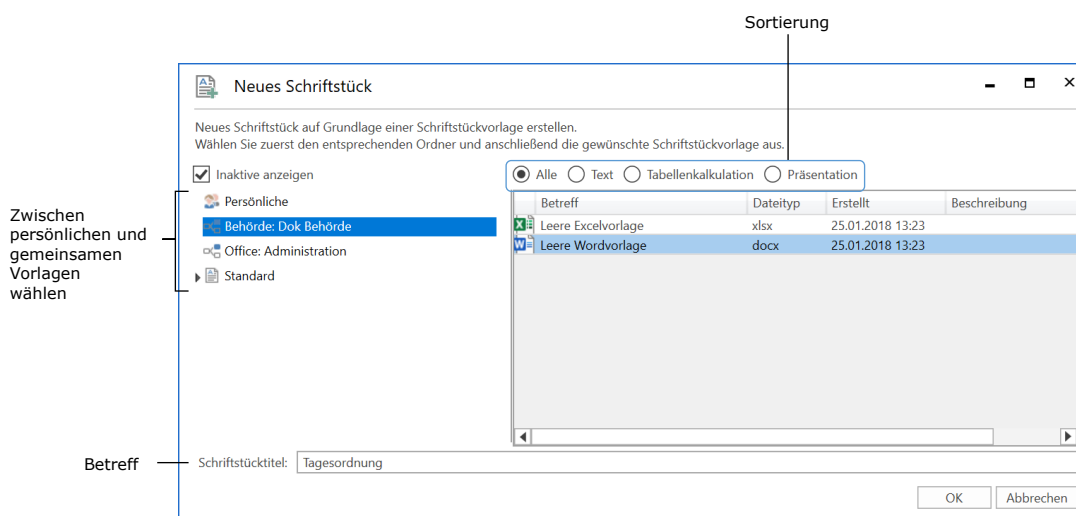 Sortierung
Neues Schriftstück
Neues Schriftstück auf Grundlage einer Schriftstückvorlage erstellen.
Wählen Sie zuerst den entsprechenden Ordner und anschließend die gewünschte Schriftstückvorlage aus.
Inaktive anzeigen
Alle Text Tabellenkalkulation Präsentation
Zwischen
persönlichen und
gemeinsamen
Vorlagen
wählen
Persönliche
Behörde: Dok Behörde
Office: Administration
Standard
Betreff Dateityp Erstellt Beschreibung
Leere Excelvorlage xlsx 25.01.2018 13:23
Leere Wordvorlage docx 25.01.2018 13:23
Betreff
Schriftstücktitel: Tagesordnung
OK Abbrechen